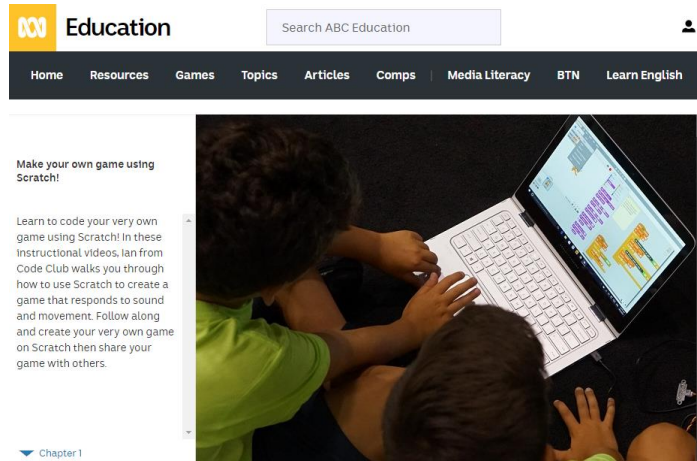 Education
Search ABC Education
Home Resources Games Topics Articles Comps | Media Literacy BTN Learn English
Make your own game using
Scratch!
Learn to code your very own
game using Scratch! In these
instructional videos, Ian from
Code Club walks you through
how to use Scratch to create a
game that responds to sound
and movement. Follow along
and create your very own game
on Scratch then share your
game with others.
Chapter 1